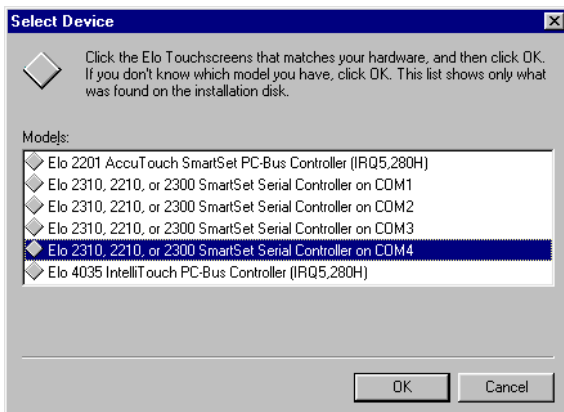 Select Device
Click the Elo Touchscreens that matches your hardware, and then click OK.
If you don't know which model you have, click OK. This list shows only what
was found on the installation disk.
Models:
Elo 2201 AccuTouch SmartSet PC-Bus Controller (IRQ5,280H)
Elo 2310, 2210, or 2300 SmartSet Serial Controller on COM1
Elo 2310, 2210, or 2300 SmartSet Serial Controller on COM2
Elo 2310, 2210, or 2300 SmartSet Serial Controller on COM3
Elo 2310, 2210, or 2300 SmartSet Serial Controller on COM4
Elo 4035 IntelliTouch PC-Bus Controller (IRQ5,280H)
OK Cancel